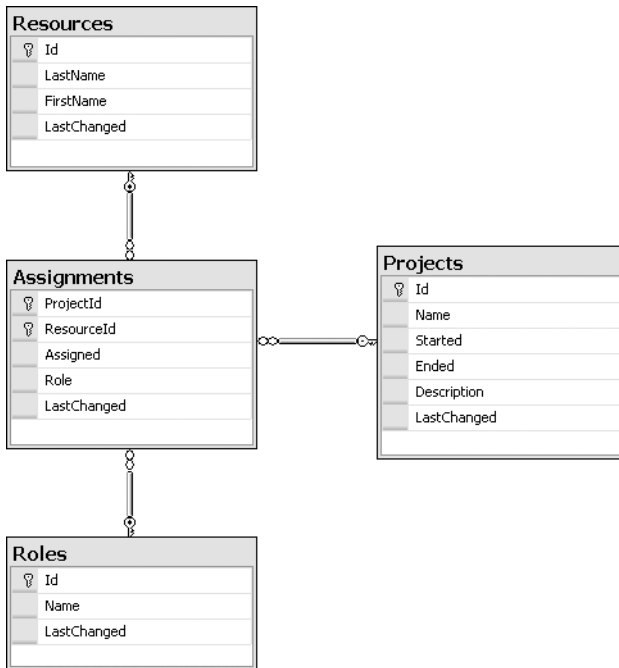 Resources
Id
LastName
FirstName
LastChanged
Assignments
ProjectId
ResourceId
Assigned
Role
LastChanged
Projects
Id
Name
Started
Ended
Description
LastChanged
Roles
Id
Name
LastChanged